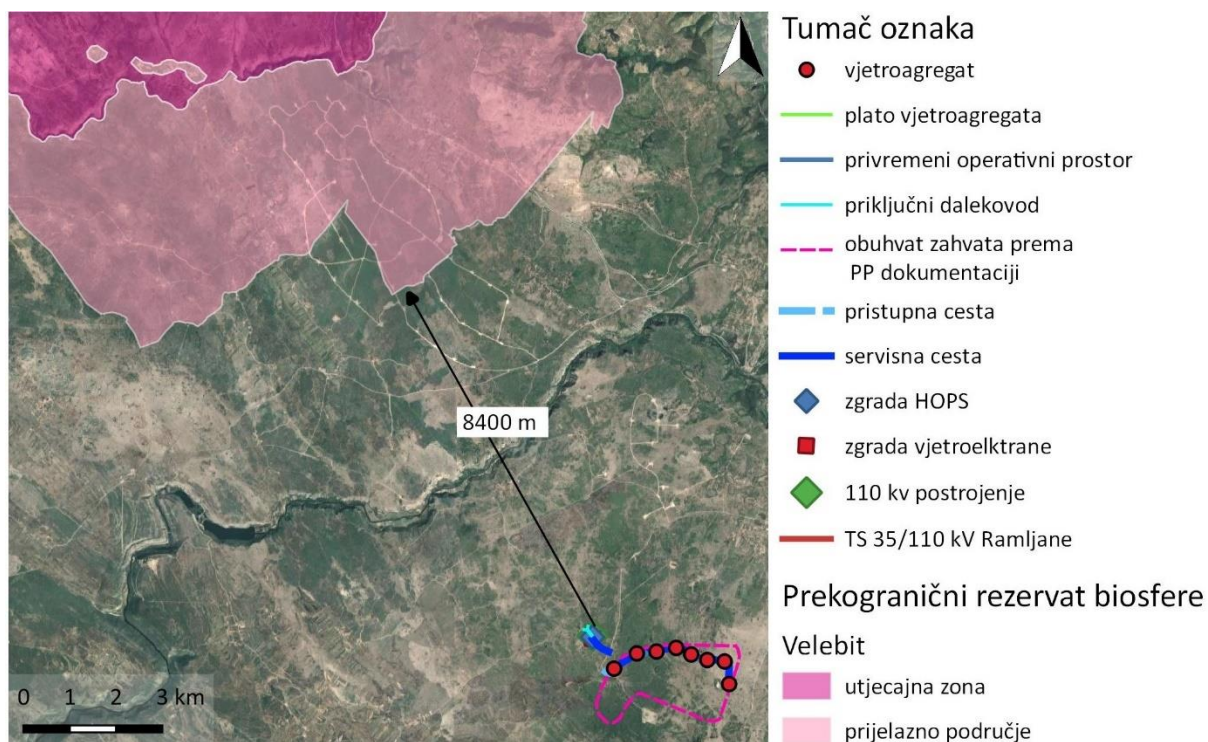 Tumač oznaka
vjetroagregat
plato vjetroagregata
privremeni operativni prostor
priključni dalekovod
obuhvat zahvata prema
PP dokumentaciji
pristupna cesta
servisna cesta
zgrada HOPS
zgrada vjetroelktrane
110 kv postrojenje
TS 35/110 kV Ramljane
Prekogranični rezervat biosfere
Velebit
utjecajna zona
prijelazno područje
8400 m
0 1 2 3 km